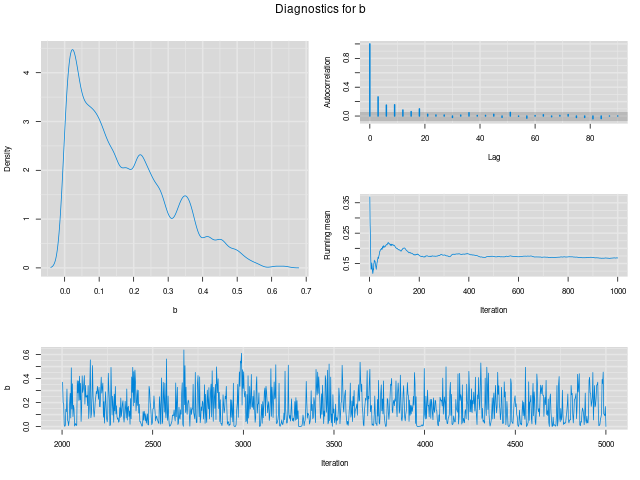 Diagnostics for b
Density
0 1 2 3 4
0.0 0.1 0.2 0.3 0.4 0.5 0.6 0.7
b
Autocorrelation
0.0 0.4 0.8
0 20 40 60 80
Lag
Running mean
0.15 0.25 0.35
0 200 400 600 800 1000
Iteration
b
0.0 0.2 0.4 0.6
2000 2500 3000 3500 4000 4500 5000
Iteration